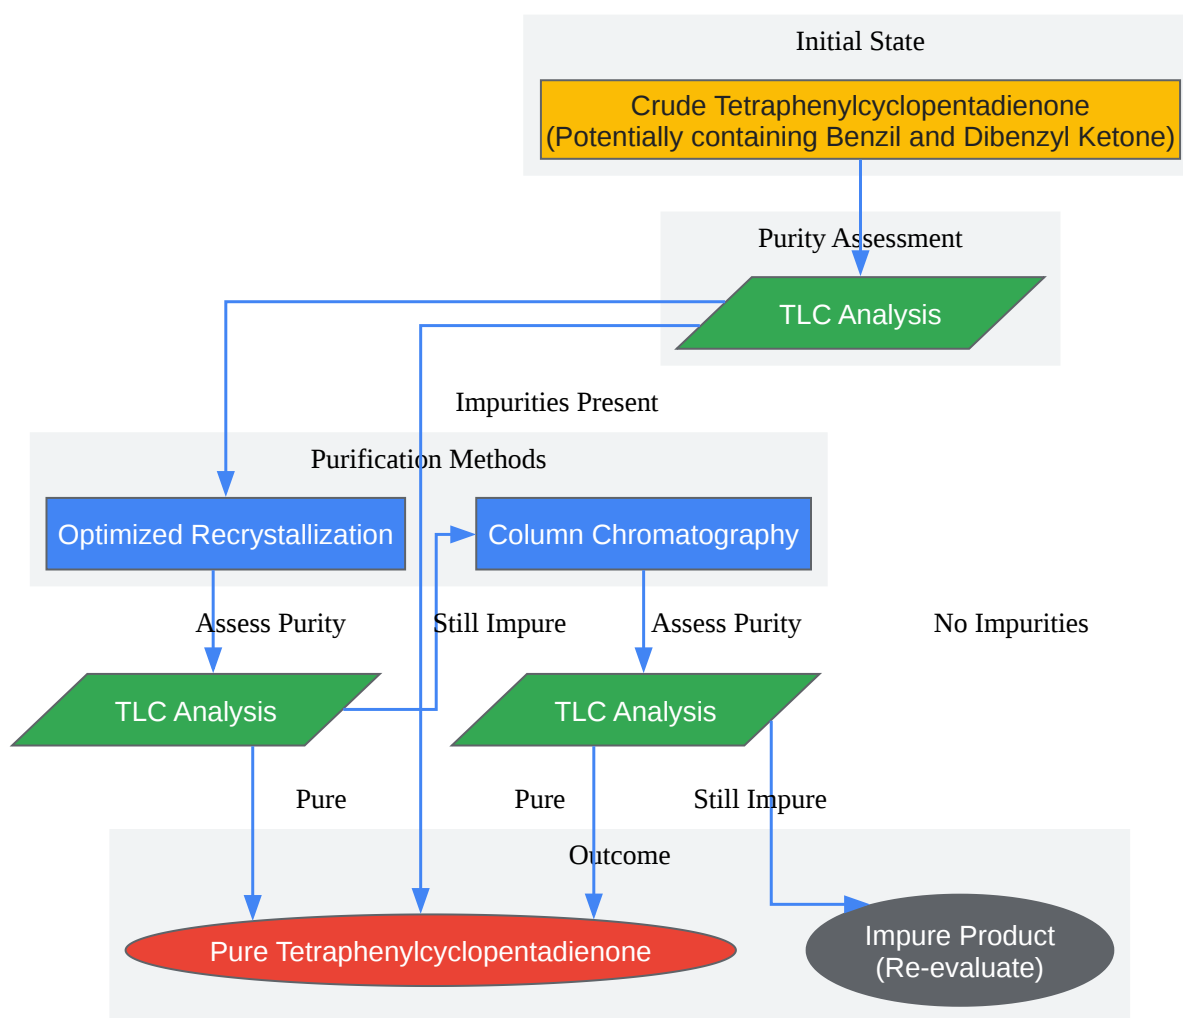 Initial State
Crude Tetraphenylcyclopentadienone
(Potentially containing Benzil and Dibenzyl Ketone)
Purity Assessment
TLC Analysis
Impurities Present
Purification Methods
Optimized Recrystallization
Column Chromatography
Assess Purity
Still Impure
Assess Purity
No Impurities
TLC Analysis
TLC Analysis
Pure
Pure
Still Impure
Outcome
Pure Tetraphenylcyclopentadienone
Impure Product
(Re-evaluate)